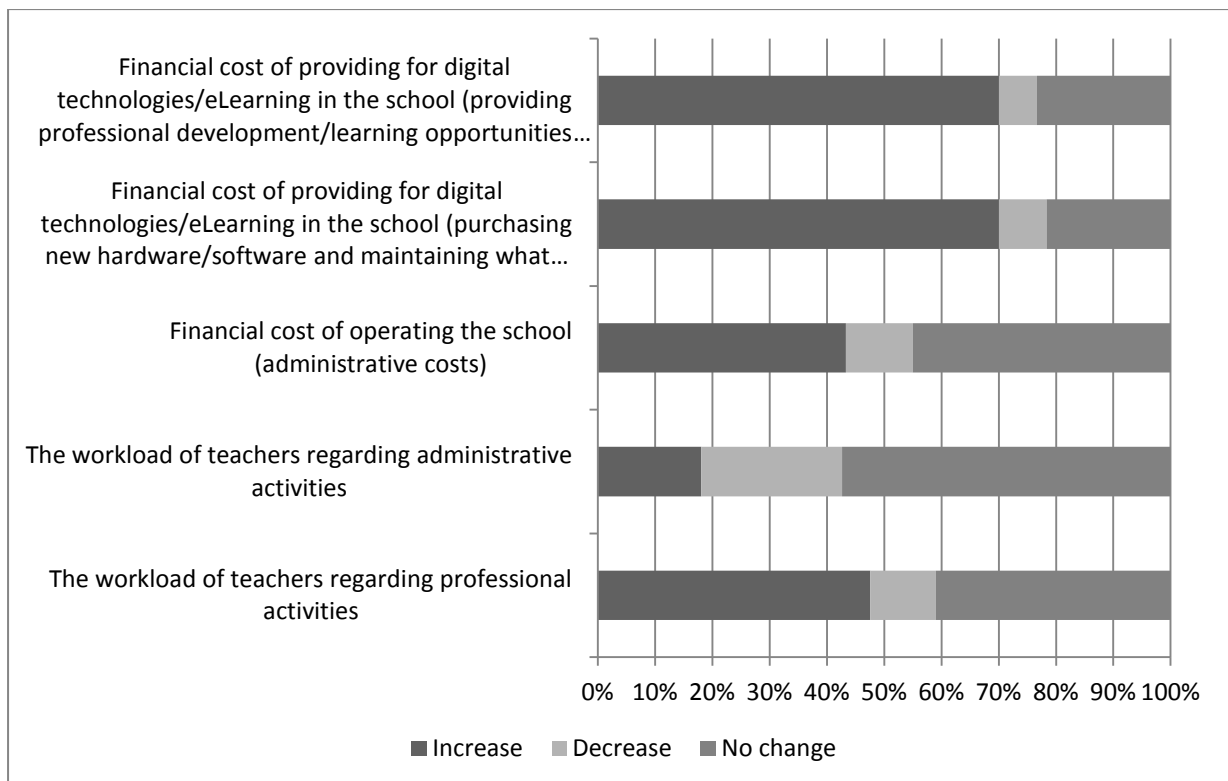 Financial cost of providing for digital
technologies/eLearning in the school (providing
professional development/learning opportunities…
Financial cost of providing for digital
technologies/eLearning in the school (purchasing
new hardware/software and maintaining what…
Financial cost of operating the school
(administrative costs)
The workload of teachers regarding administrative
activities
The workload of teachers regarding professional
activities
0% 10% 20% 30% 40% 50% 60% 70% 80% 90% 100%
Increase Decrease No change